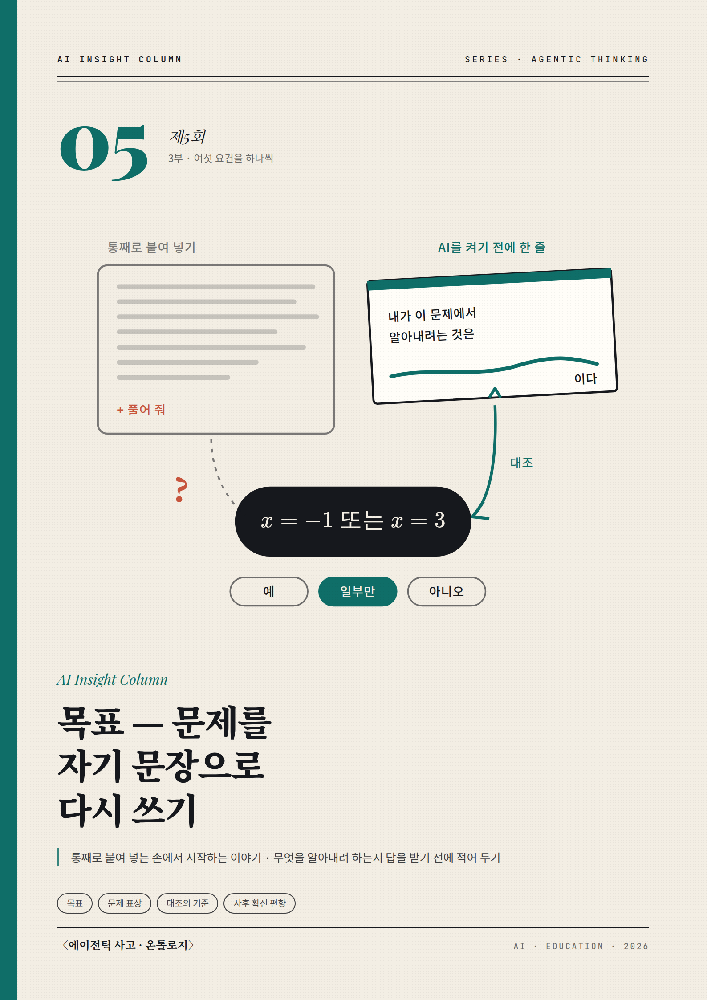 AI INSIGHT COLUMN
SERIES · AGENTIC THINKING
05
제5회
3부 · 여섯 요건을 하나씩
통째로 붙여 넣기
+ 풀어 줘
?
AI를 켜기 전에 한 줄
내가 이 문제에서
알아내려는 것은
이다
대조
x = −1 또는 x = 3
예
일부만
아니오
AI Insight Column
목표 — 문제를
자기 문장으로
다시 쓰기
통째로 붙여 넣는 손에서 시작하는 이야기 · 무엇을 알아내려 하는지 답을 받기 전에 적어 두기
목표
문제 표상
대조의 기준
사후 확신 편향
〈에이전틱 사고 · 온톨로지〉
AI · EDUCATION · 2026